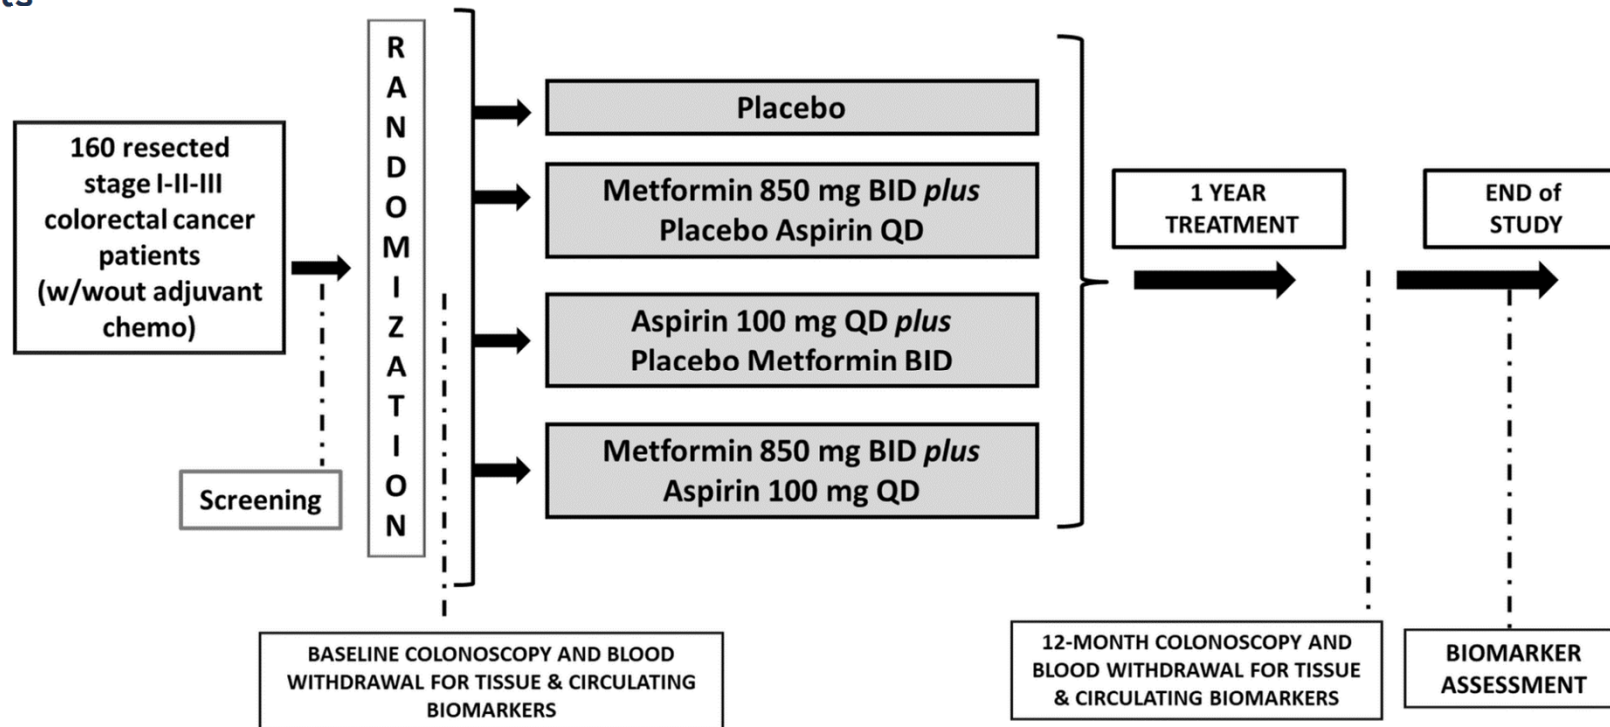 ts
160 resected
stage I-II-III
colorectal cancer
patients
(w/wout adjuvant
chemo)
Screening
R
A
N
D
O
M
I
Z
A
T
I
O
N
BASELINE COLONOSCOPY AND BLOOD
WITHDRAWAL FOR TISSUE & CIRCULATING
BIOMARKERS
Placebo
Metformin 850 mg BID plus
Placebo Aspirin QD
Aspirin 100 mg QD plus
Placebo Metformin BID
Metformin 850 mg BID plus
Aspirin 100 mg QD
1 YEAR
TREATMENT
12-MONTH COLONOSCOPY AND
BLOOD WITHDRAWAL FOR TISSUE
& CIRCULATING BIOMARKERS
END of
STUDY
BIOMARKER
ASSESSMENT